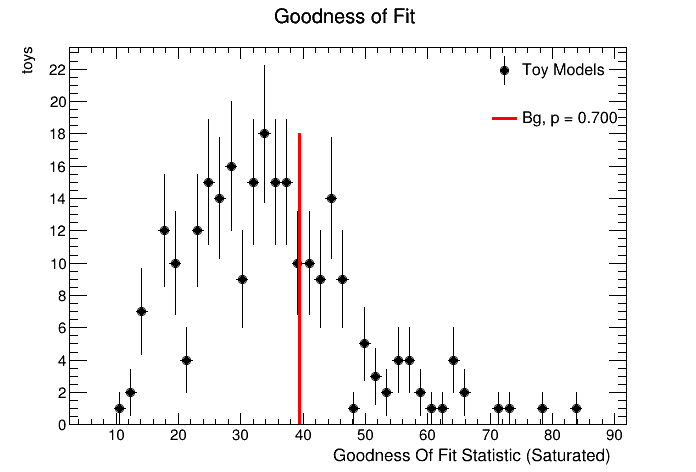 Goodness of Fit
toys
Toy Models
Bg, p = 0.700
22
20
18
16
14
12
10
8
6
4
2
0
10 20 30 40 50 60 70 80 90
Goodness Of Fit Statistic (Saturated)